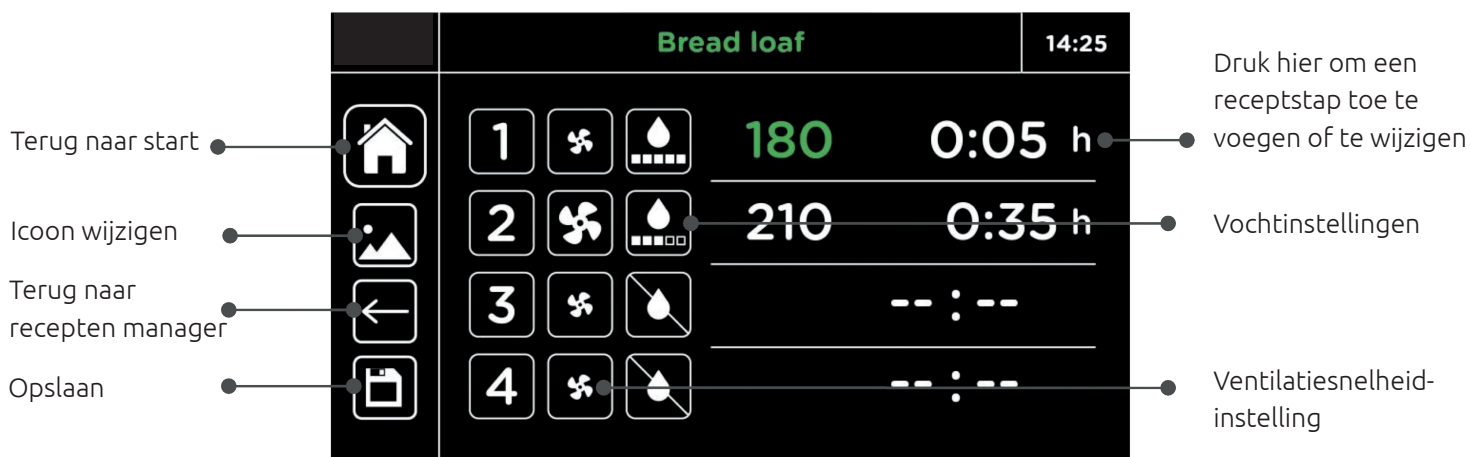 Bread loaf 14:25
Terug naar start
Icoon wijzigen
Terug naar
recepten manager
Opslaan
1 180 0:05 h
2 210 0:35 h
3 --:--
4 --:--
Druk hier om een
receptstap toe te
voegen of te wijzigen
Vochtinstellingen
Ventilatiesnelheid-
instelling